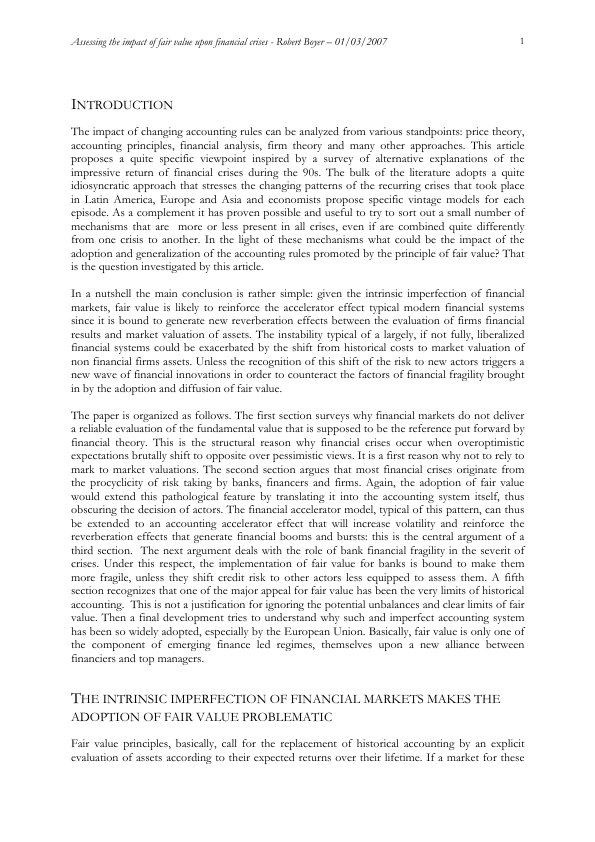 Assessing the impact of fair value upon financial crises - Robert Boyer – 01/03/2007 1
INTRODUCTION
The impact of changing accounting rules can be analyzed from various standpoints: price theory,
accounting principles, financial analysis, firm theory and many other approaches. This article
proposes a quite specific viewpoint inspired by a survey of alternative explanations of the
impressive return of financial crises during the 90s. The bulk of the literature adopts a quite
idiosyncratic approach that stresses the changing patterns of the recurring crises that took place
in Latin America, Europe and Asia and economists propose specific vintage models for each
episode. As a complement it has proven possible and useful to try to sort out a small number of
mechanisms that are  more or less present in all crises, even if are combined quite differently
from one crisis to another. In the light of these mechanisms what could be the impact of the
adoption and generalization of the accounting rules promoted by the principle of fair value? That
is the question investigated by this article.
In a nutshell the main conclusion is rather simple: given the intrinsic imperfection of financial
markets, fair value is likely to reinforce the accelerator effect typical modern financial systems
since it is bound to generate new reverberation effects between the evaluation of firms financial
results and market valuation of assets. The instability typical of a largely, if not fully, liberalized
financial systems could be exacerbated by the shift from historical costs to market valuation of
non financial firms assets. Unless the recognition of this shift of the risk to new actors triggers a
new wave of financial innovations in order to counteract the factors of financial fragility brought
in by the adoption and diffusion of fair value.
The paper is organized as follows. The first section surveys why financial markets do not deliver
a reliable evaluation of the fundamental value that is supposed to be the reference put forward by
financial theory. This is the structural reason why financial crises occur when overoptimistic
expectations brutally shift to opposite over pessimistic views. It is a first reason why not to rely to
mark to market valuations. The second section argues that most financial crises originate from
the procyclicity of risk taking by banks, financers and firms. Again, the adoption of fair value
would extend this pathological feature by translating it into the accounting system itself, thus
obscuring the decision of actors. The financial accelerator model, typical of this pattern, can thus
be extended to an accounting accelerator effect that will increase volatility and reinforce the
reverberation effects that generate financial booms and bursts: this is the central argument of a
third section.  The next argument deals with the role of bank financial fragility in the severit of
crises. Under this respect, the implementation of fair value for banks is bound to make them
more fragile, unless they shift credit risk to other actors less equipped to assess them. A fifth
section recognizes that one of the major appeal for fair value has been the very limits of historical
accounting.  This is not a justification for ignoring the potential unbalances and clear limits of fair
value. Then a final development tries to understand why such and imperfect accounting system
has been so widely adopted, especially by the European Union. Basically, fair value is only one of
the component of emerging finance led regimes, themselves upon a new alliance between
financiers and top managers.
THE INTRINSIC IMPERFECTION OF FINANCIAL MARKETS MAKES THE
ADOPTION OF FAIR VALUE PROBLEMATIC
Fair value principles, basically, call for the replacement of historical accounting by an explicit
evaluation of assets according to their expected returns over their lifetime. If a market for these